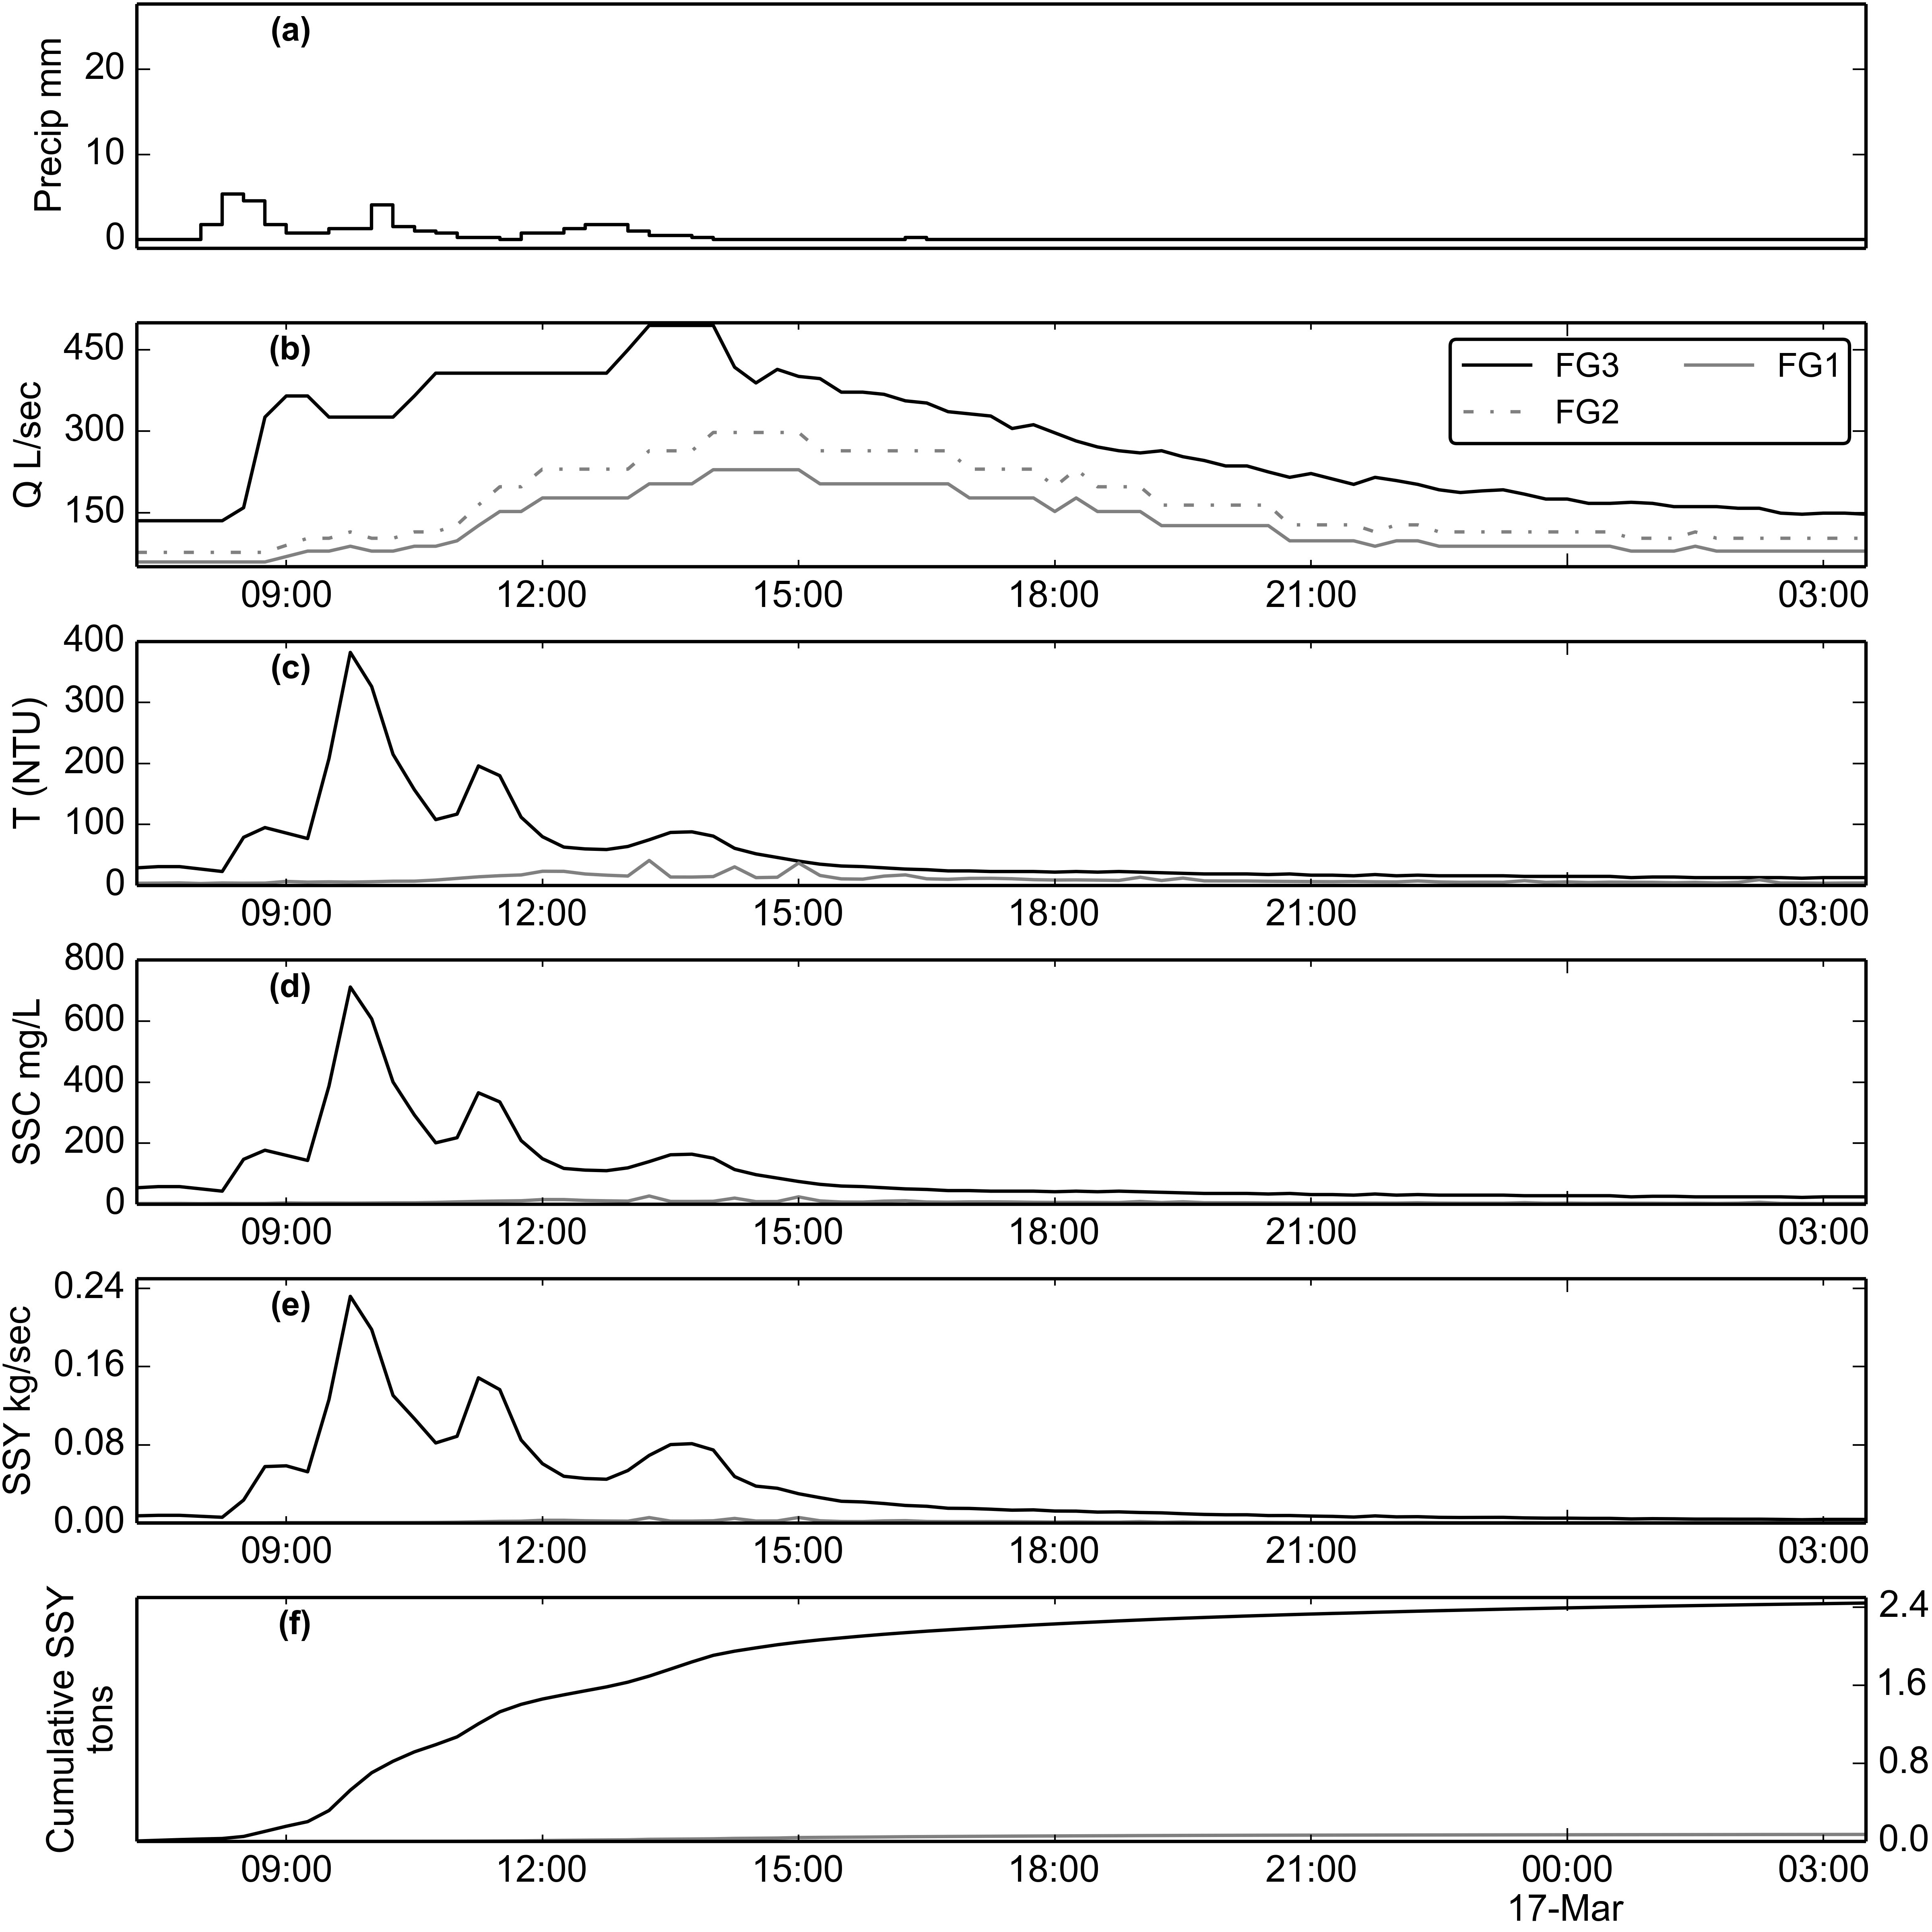 (a)
Precip mm
20
10
0
(b)
Q L/sec
450
300
150
FG3 FG1
FG2
09:00 12:00 15:00 18:00 21:00 03:00
(c)
T (NTU)
400
300
200
100
0
09:00 12:00 15:00 18:00 21:00 03:00
(d)
SSC mg/L
800
600
400
200
0
09:00 12:00 15:00 18:00 21:00 03:00
(e)
SSY kg/sec
0.24
0.16
0.08
0.00
09:00 12:00 15:00 18:00 21:00 03:00
(f)
Cumulative SSY
tons
2.4
1.6
0.8
0.0
09:00 12:00 15:00 18:00 21:00 00:00 03:00
17-Mar